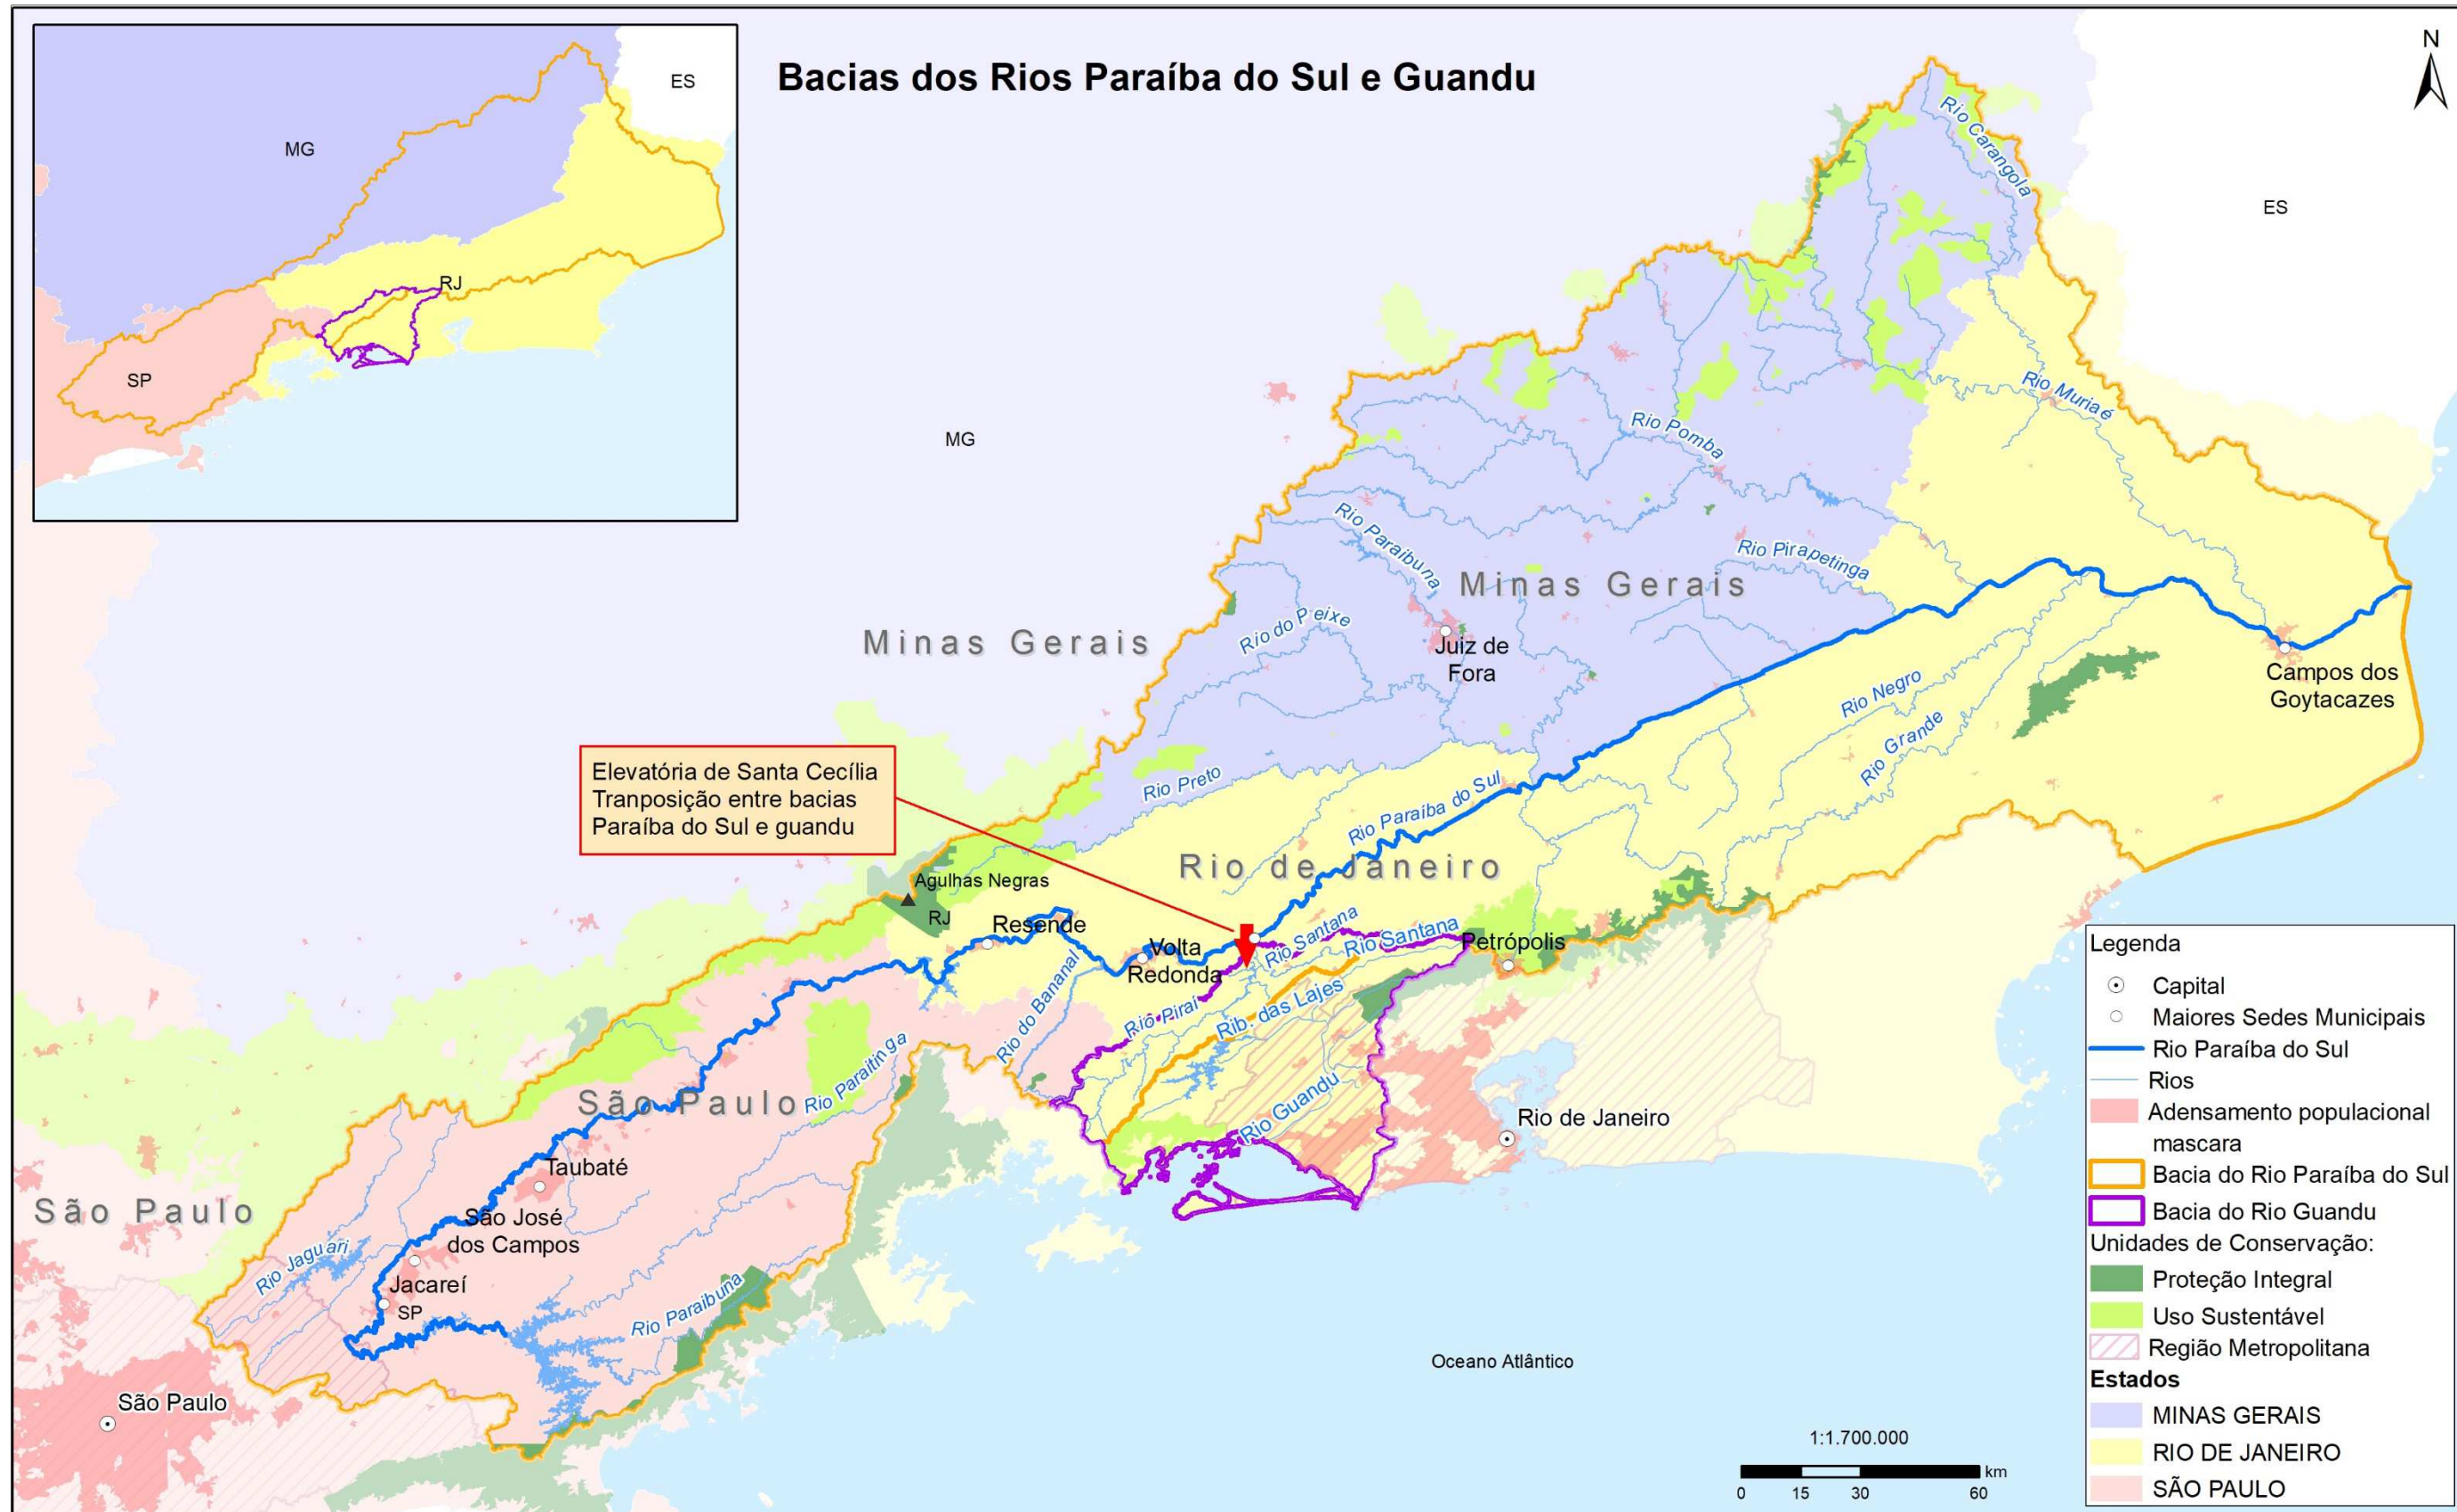 Bacias dos Rios Paraíba do Sul e Guandu
N
ES
MG
RJ
SP
ES
MG
Rio Carangola
Rio Muriaé
Rio Pomba
Rio Paraibuna
Rio Pirapetinga
Minas Gerais
Minas Gerais
Rio do Peixe
Juiz de
Fora
Campos dos
Goytacazes
Rio Negro
Rio Grande
Rio Preto
Rio Paraíba do Sul
Elevatória de Santa Cecília
Tranposição entre bacias
Paraíba do Sul e guandu
Rio de Janeiro
Agulhas Negras
RJ
Resende
Volta
Redonda
Rio Santana
Rio Santana
Petrópolis
Rio do Bananal
Rio Piraí
Rib. das Lajes
Rio Guandu
Rio de Janeiro
São Paulo
Rio Paraitinga
Taubaté
São Paulo
São José
dos Campos
Rio Jaguari
Jacareí
SP
Rio Paraibuna
São Paulo
Oceano Atlântico
Legenda
Capital
Maiores Sedes Municipais
Rio Paraíba do Sul
Rios
Adensamento populacional
mascara
Bacia do Rio Paraíba do Sul
Bacia do Rio Guandu
Unidades de Conservação:
Proteção Integral
Uso Sustentável
Região Metropolitana
Estados
MINAS GERAIS
RIO DE JANEIRO
SÃO PAULO
1:1.700.000
km
0 15 30 60